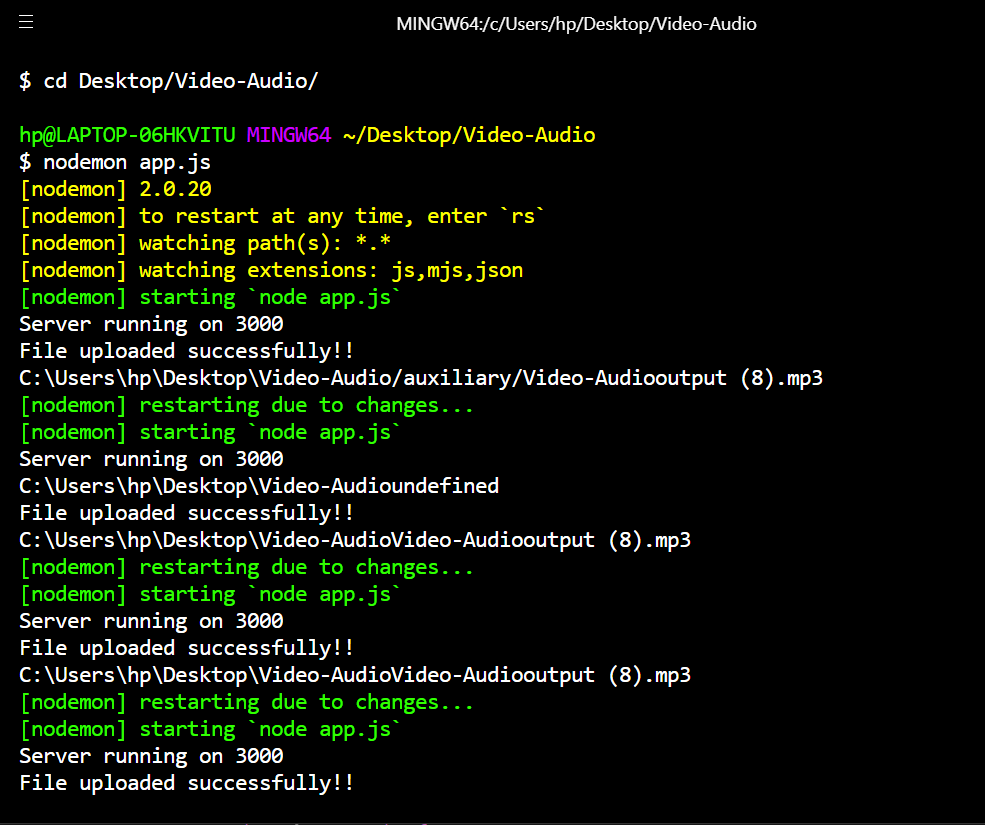 MINGW64:/c/Users/hp/Desktop/Video-Audio
$ cd Desktop/Video-Audio/
hp@LAPTOP-06HKVITU MINGW64 ~/Desktop/Video-Audio
$ nodemon app.js
[nodemon] 2.0.20
[nodemon] to restart at any time, enter `rs`
[nodemon] watching path(s): *.*
[nodemon] watching extensions: js,mjs,json
[nodemon] starting `node app.js`
Server running on 3000
File uploaded successfully!!
C:\Users\hp\Desktop\Video-Audio/auxiliary/Video-Audiooutput (8).mp3
[nodemon] restarting due to changes...
[nodemon] starting `node app.js`
Server running on 3000
C:\Users\hp\Desktop\Video-Audioundefined
File uploaded successfully!!
C:\Users\hp\Desktop\Video-AudioVideo-Audiooutput (8).mp3
[nodemon] restarting due to changes...
[nodemon] starting `node app.js`
Server running on 3000
File uploaded successfully!!
C:\Users\hp\Desktop\Video-AudioVideo-Audiooutput (8).mp3
[nodemon] restarting due to changes...
[nodemon] starting `node app.js`
Server running on 3000
File uploaded successfully!!